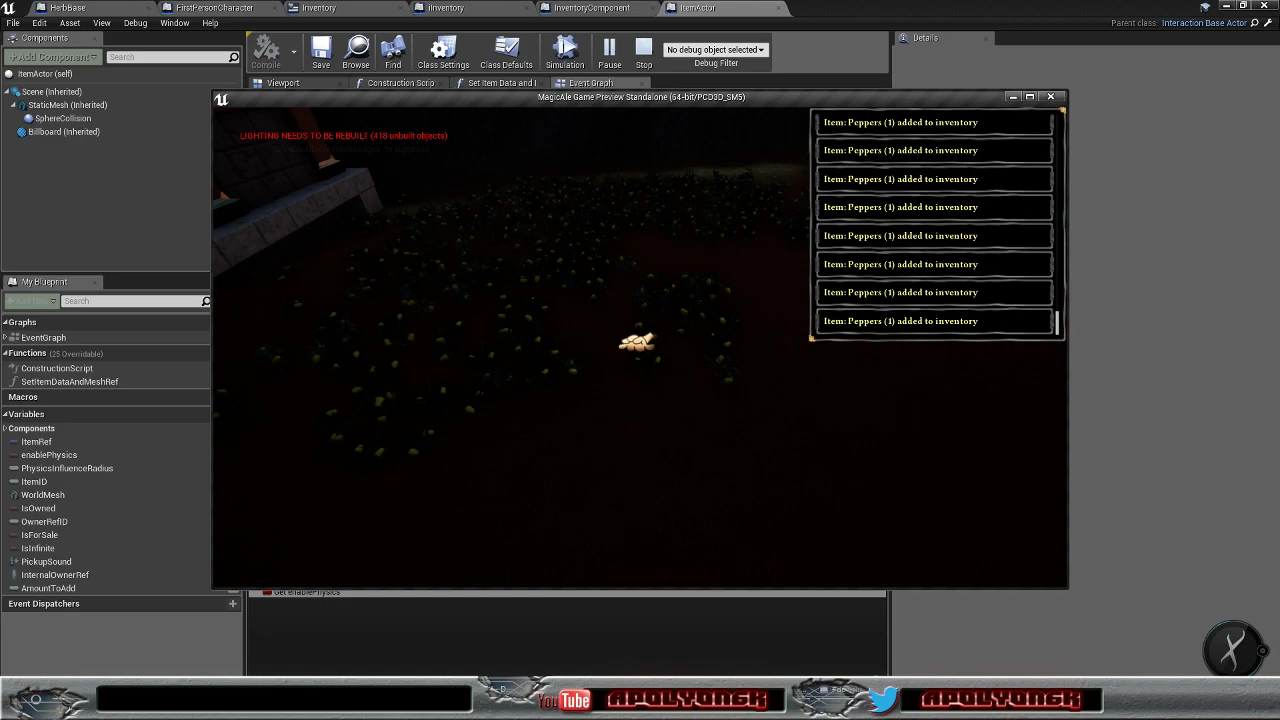 HerbBase
FirstPersonCharacter
Inventory
iInventory
InventoryComponent
ItemActor
File Edit Asset View Debug Window Help
Parent class: Interaction Base Actor
Components
Details
+Add Component
Search
Compile
Save
Browse
Find
Class Settings
Class Defaults
Simulation
Pause
Stop
No debug object selected
Debug Filter
ItemActor (self)
Scene (Inherited)
StaticMesh (Inherited)
SphereCollision
Billboard (Inherited)
Viewport
Construction Scrip
Set Item Data and I
Event Graph
MagicAle Game Preview Standalone (64-bit/PCD3D_SM5)
LIGHTING NEEDS TO BE REBUILT (418 unbuilt objects)
Item: Peppers (1) added to inventory
Item: Peppers (1) added to inventory
Item: Peppers (1) added to inventory
Item: Peppers (1) added to inventory
Item: Peppers (1) added to inventory
Item: Peppers (1) added to inventory
Item: Peppers (1) added to inventory
Item: Peppers (1) added to inventory
My Blueprint
Search
Graphs
EventGraph
Functions (25 Overridable)
ConstructionScript
SetItemDataAndMeshRef
Macros
Variables
Components
ItemRef
enablePhysics
PhysicsInfluenceRadius
ItemID
WorldMesh
IsOwned
OwnerRefID
IsForSale
IsInfinite
PickupSound
InternalOwnerRef
AmountToAdd
Event Dispatchers
Get enablePhysics
YouTube
APOLYONGK
APOLYONGK